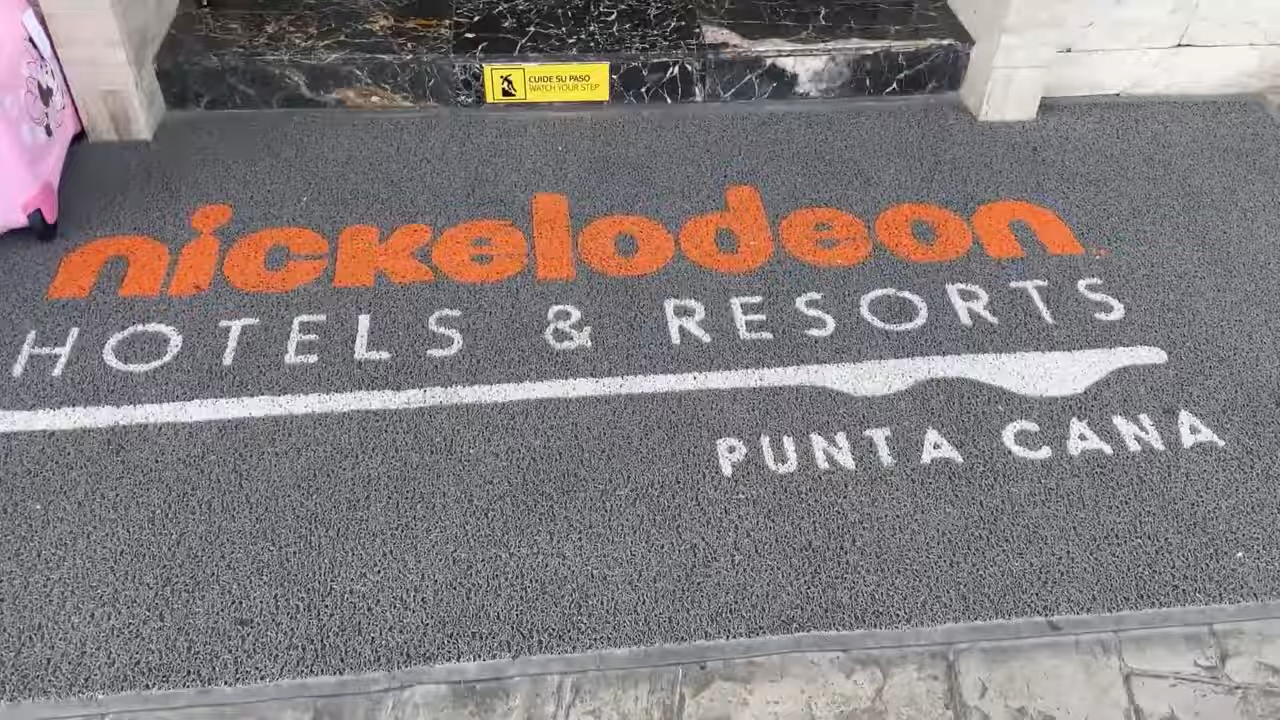 CUIDE SU PASO
WATCH YOUR STEP
nickelodeon
HOTELS & RESORTS
PUNTA CANA